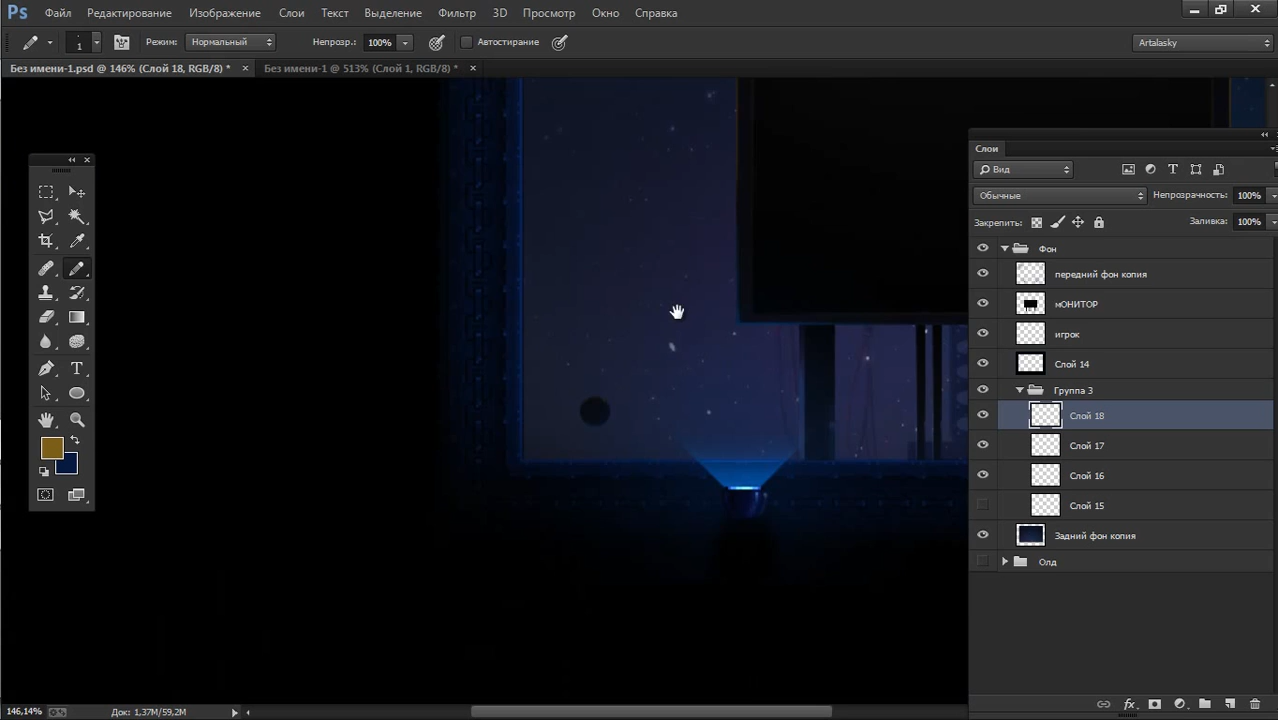 Ps Файл Редактирование Изображение Слои Текст Выделение Фильтр 3D Просмотр Окно Справка
1 Режим: Нормальный Непрозр.: 100% Автостирание Artalasky
Без имени-1.psd @ 146% (Слой 18, RGB/8) * × Без имени-1 @ 513% (Слой 1, RGB/8) * ×
Слои
Вид
Обычные Непрозрачность: 100%
Закрепить: Заливка: 100%
Фон
передний фон копия
мОНИТОР
игрок
Слой 14
Группа 3
Слой 18
Слой 17
Слой 16
Слой 15
Задний фон копия
Олд
146,14% Док: 1,37M/59,2M